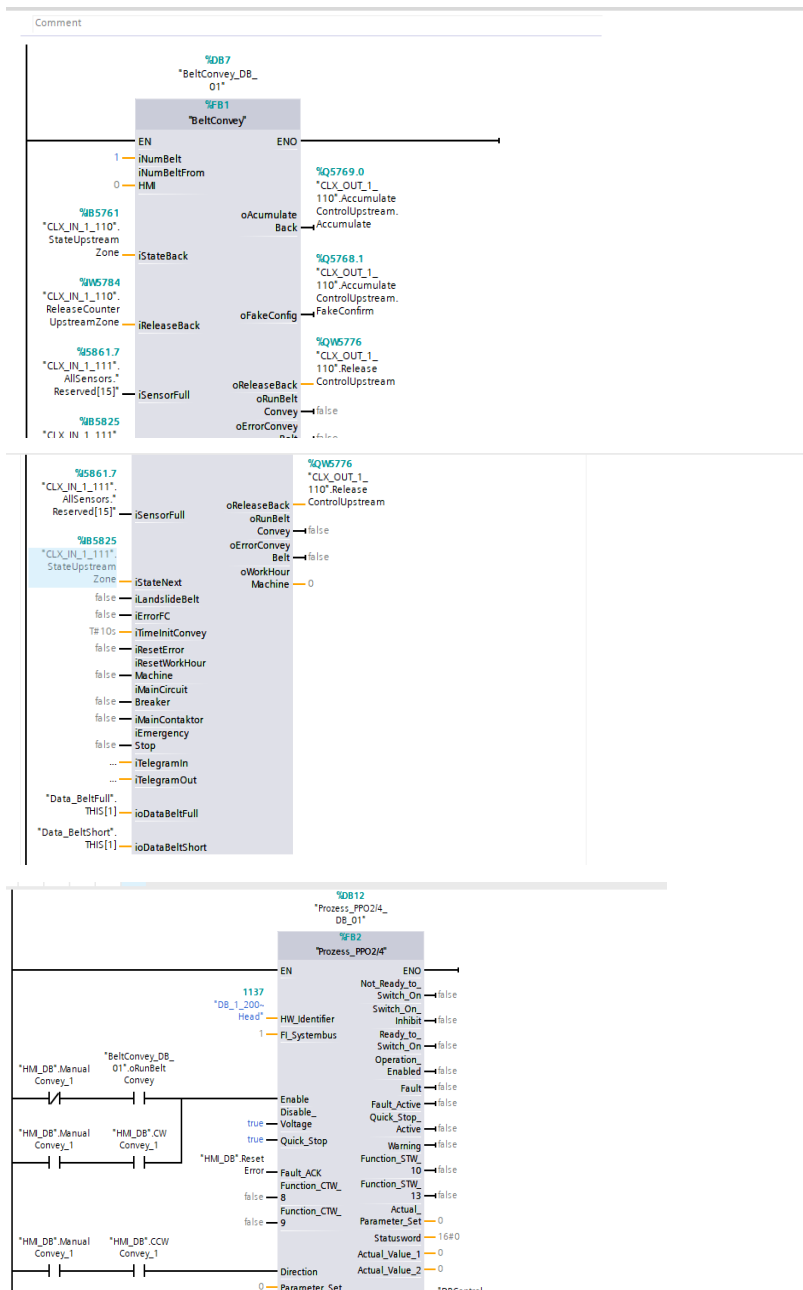 Comment
%DB7
"BeltConvey_DB_
01"
%FB1
"BeltConvey"
EN
ENO
1
iNumBelt
iNumBeltFrom
0
HMI
%Q5769.0
"CLX_OUT_1_
110".Accumulate
ControlUpstream.
Accumulate
oAcumulate
Back
%IB5761
"CLX_IN_1_110".
StateUpstream
Zone
iStateBack
%Q5768.1
"CLX_OUT_1_
110".Accumulate
ControlUpstream.
FakeConfirm
oFakeConfig
%IW5784
"CLX_IN_1_110".
ReleaseCounter
UpstreamZone
iReleaseBack
%QW5776
"CLX_OUT_1_
110".Release
ControlUpstream
oReleaseBack
%I5861.7
"CLX_IN_1_111".
AllSensors."
Reserved[15]"
iSensorFull
oRunBelt
Convey
false
oErrorConvey
Belt
false
%IB5825
"CLX_IN_1_111"
%QW5776
"CLX_OUT_1_
110".Release
ControlUpstream
%I5861.7
"CLX_IN_1_111".
AllSensors."
Reserved[15]"
iSensorFull
oReleaseBack
oRunBelt
Convey
false
oErrorConvey
Belt
false
oWorkHour
Machine
0
%IB5825
"CLX_IN_1_111".
StateUpstream
Zone
iStateNext
false
iLandslideBelt
false
iErrorFC
T#10s
iTimeInitConvey
false
iResetError
iResetWorkHour
false
Machine
iMainCircuit
false
Breaker
false
iMainContaktor
iEmergency
false
Stop
...
iTelegramIn
...
iTelegramOut
"Data_BeltFull".
THIS[1]
ioDataBeltFull
"Data_BeltShort".
THIS[1]
ioDataBeltShort
%DB12
"Prozess_PPO2/4_
DB_01"
%FB2
"Prozess_PPO2/4"
EN
ENO
Not_Ready_to_
Switch_On
false
1137
"DB_1_200~
Head"
HW_Identifier
Switch_On_
Inhibit
false
1
FI_Systembus
Ready_to_
Switch_On
false
Operation_
Enabled
false
"HMI_DB".Manual
Convey_1
"BeltConvey_DB_
01".oRunBelt
Convey
Enable
Fault
false
Fault_Active
false
Disable_
true
Voltage
Quick_Stop_
Active
false
true
Quick_Stop
Warning
false
"HMI_DB".Manual
Convey_1
"HMI_DB".CW
Convey_1
"HMI_DB".Reset
Error
Fault_ACK
Function_STW_
10
false
Function_CTW_
false
8
Function_STW_
13
false
Function_CTW_
false
9
Actual_
Parameter_Set
0
Statusword
16#0
Actual_Value_1
0
"HMI_DB".Manual
Convey_1
"HMI_DB".CCW
Convey_1
Direction
Actual_Value_2
0
0
Parameter_Set